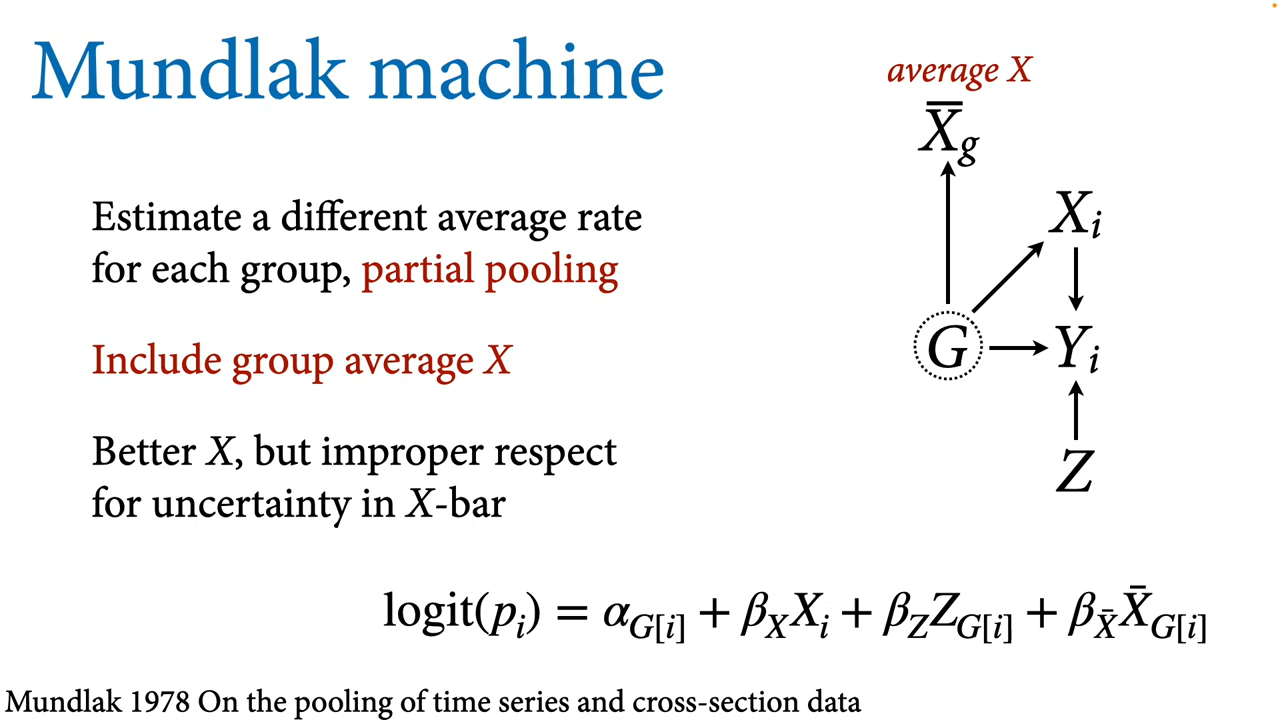 Mundlak machine
average X
X̄g
Estimate a different average rate
for each group, partial pooling
Xi
Include group average X
G
Yi
Better X, but improper respect
for uncertainty in X-bar
Z
logit(pi) = αG[i] + βXXi + βZZG[i] + βX̄X̄G[i]
Mundlak 1978 On the pooling of time series and cross-section data